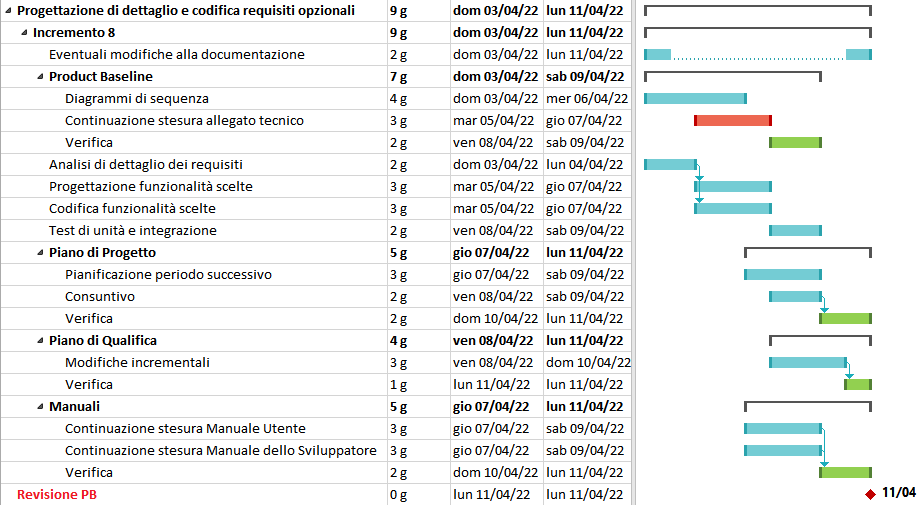 Progettazione di dettaglio e codifica requisiti opzionali 9 g dom 03/04/22 lun 11/04/22
Incremento 8 9 g dom 03/04/22 lun 11/04/22
Eventuali modifiche alla documentazione 2 g dom 03/04/22 lun 11/04/22
Product Baseline 7 g dom 03/04/22 sab 09/04/22
Diagrammi di sequenza 4 g dom 03/04/22 mer 06/04/22
Continuazione stesura allegato tecnico 3 g mar 05/04/22 gio 07/04/22
Verifica 2 g ven 08/04/22 sab 09/04/22
Analisi di dettaglio dei requisiti 2 g dom 03/04/22 lun 04/04/22
Progettazione funzionalità scelte 3 g mar 05/04/22 gio 07/04/22
Codifica funzionalità scelte 3 g mar 05/04/22 gio 07/04/22
Test di unità e integrazione 2 g ven 08/04/22 sab 09/04/22
Piano di Progetto 5 g gio 07/04/22 lun 11/04/22
Pianificazione periodo successivo 3 g gio 07/04/22 sab 09/04/22
Consuntivo 2 g ven 08/04/22 sab 09/04/22
Verifica 2 g dom 10/04/22 lun 11/04/22
Piano di Qualifica 4 g ven 08/04/22 lun 11/04/22
Modifiche incrementali 3 g ven 08/04/22 dom 10/04/22
Verifica 1 g lun 11/04/22 lun 11/04/22
Manuali 5 g gio 07/04/22 lun 11/04/22
Continuazione stesura Manuale Utente 3 g gio 07/04/22 sab 09/04/22
Continuazione stesura Manuale dello Sviluppatore 3 g gio 07/04/22 sab 09/04/22
Verifica 2 g dom 10/04/22 lun 11/04/22
Revisione PB 0 g lun 11/04/22 lun 11/04/22 11/04